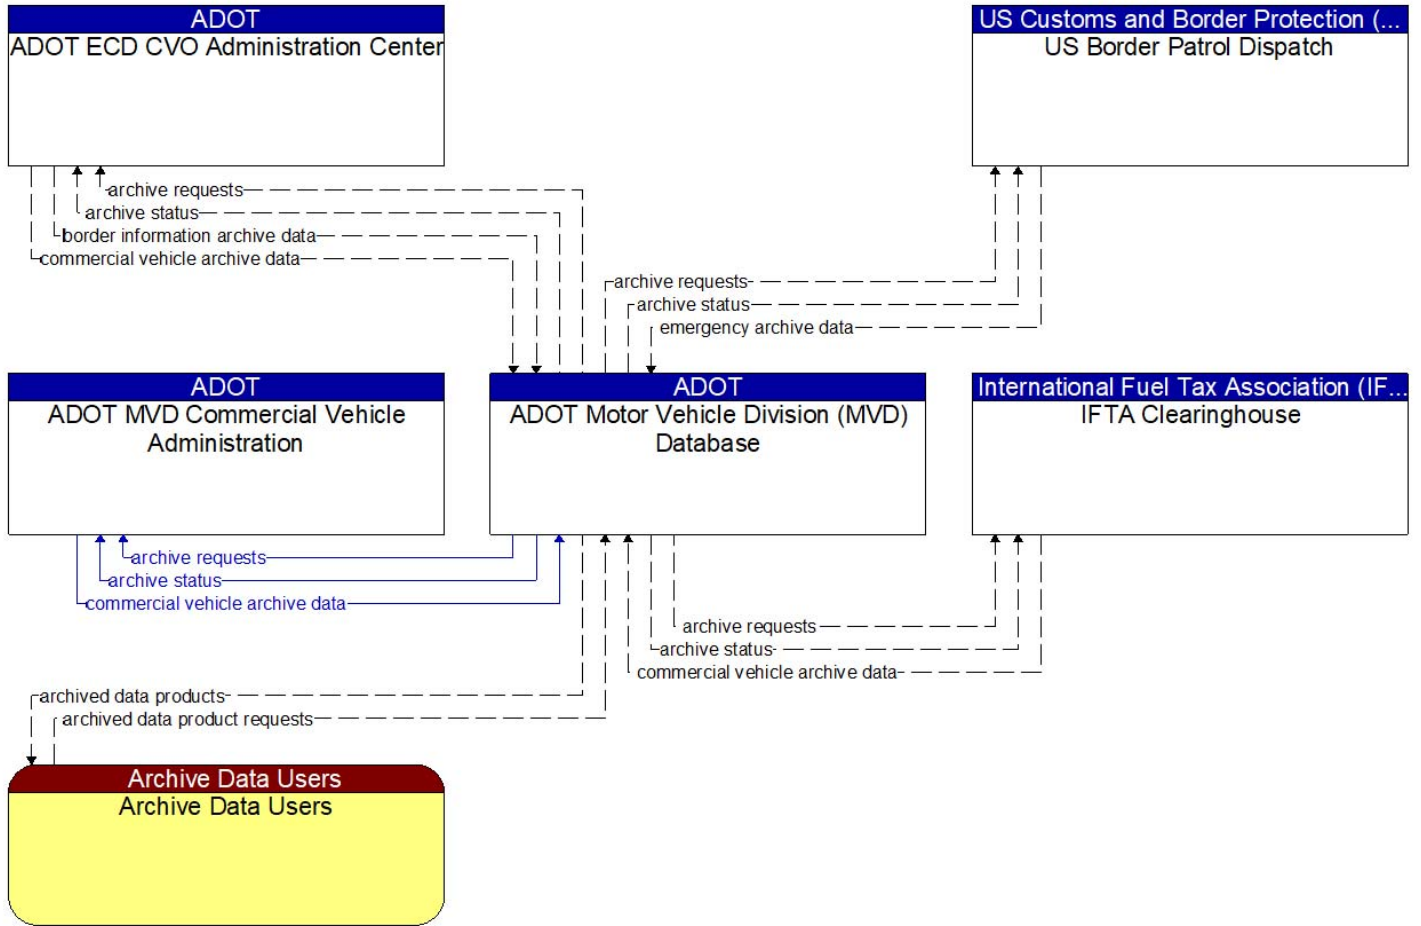 ADOT
ADOT ECD CVO Administration Center
US Customs and Border Protection (...
US Border Patrol Dispatch
archive requests
archive status
border information archive data
commercial vehicle archive data
archive requests
archive status
emergency archive data
ADOT
ADOT MVD Commercial Vehicle
Administration
ADOT
ADOT Motor Vehicle Division (MVD)
Database
International Fuel Tax Association (IF...
IFTA Clearinghouse
archive requests
archive status
commercial vehicle archive data
archive requests
archive status
commercial vehicle archive data
archived data products
archived data product requests
Archive Data Users
Archive Data Users